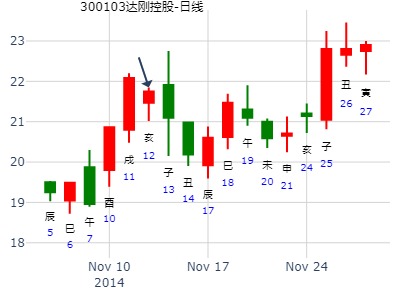 300103达刚控股-日线
23
22
21
20
19
18
辰
5
巳
6
午
7
酉
10
戌
11
亥
12
子
13
丑
14
辰
17
巳
18
午
19
未
20
申
21
亥
24
子
25
丑
26
寅
27
Nov 10
2014
Nov 17
Nov 24